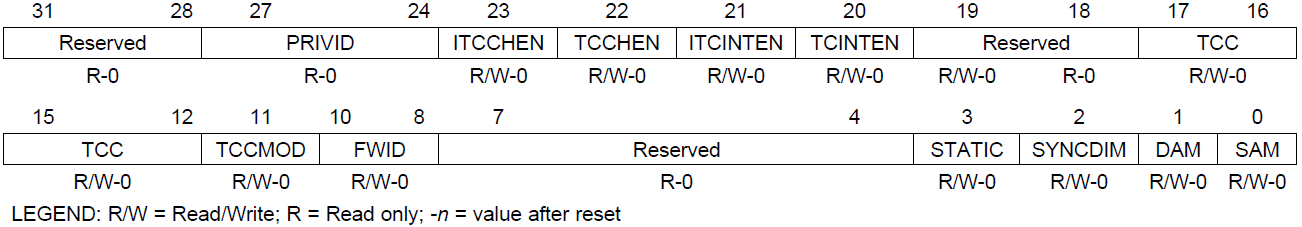 31 28 27 24 23 22 21 20 19 18 17 16
Reserved PRIVID ITCCHEN TCCHEN ITCINTEN TCINTEN Reserved TCC
R-0 R-0 R/W-0 R/W-0 R/W-0 R/W-0 R/W-0 R-0 R/W-0
15 12 11 10 8 7 4 3 2 1 0
TCC TCCMOD FWID Reserved STATIC SYNCDIM DAM SAM
R/W-0 R/W-0 R/W-0 R-0 R/W-0 R/W-0 R/W-0 R/W-0
LEGEND: R/W = Read/Write; R = Read only; -n = value after reset